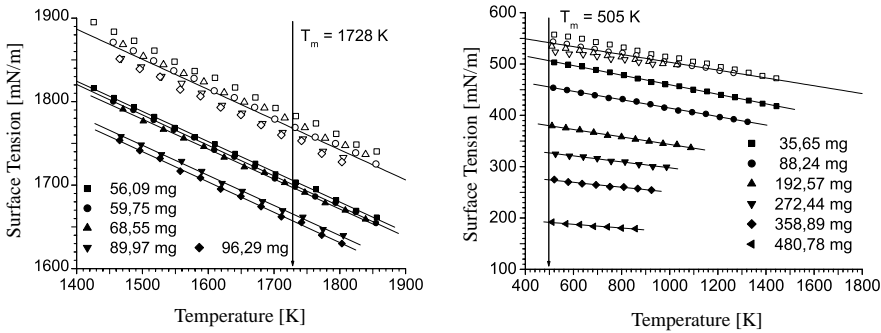 1900
1800
1700
1600
Surface Tension [mN/m]
T_m = 1728 K
56,09 mg
59,75 mg
68,55 mg
89,97 mg
96,29 mg
1400 1500 1600 1700 1800 1900
Temperature [K]
600
500
400
300
200
100
Surface Tension [mN/m]
T_m = 505 K
35,65 mg
88,24 mg
192,57 mg
272,44 mg
358,89 mg
480,78 mg
400 600 800 1000 1200 1400 1600 1800
Temperature [K]